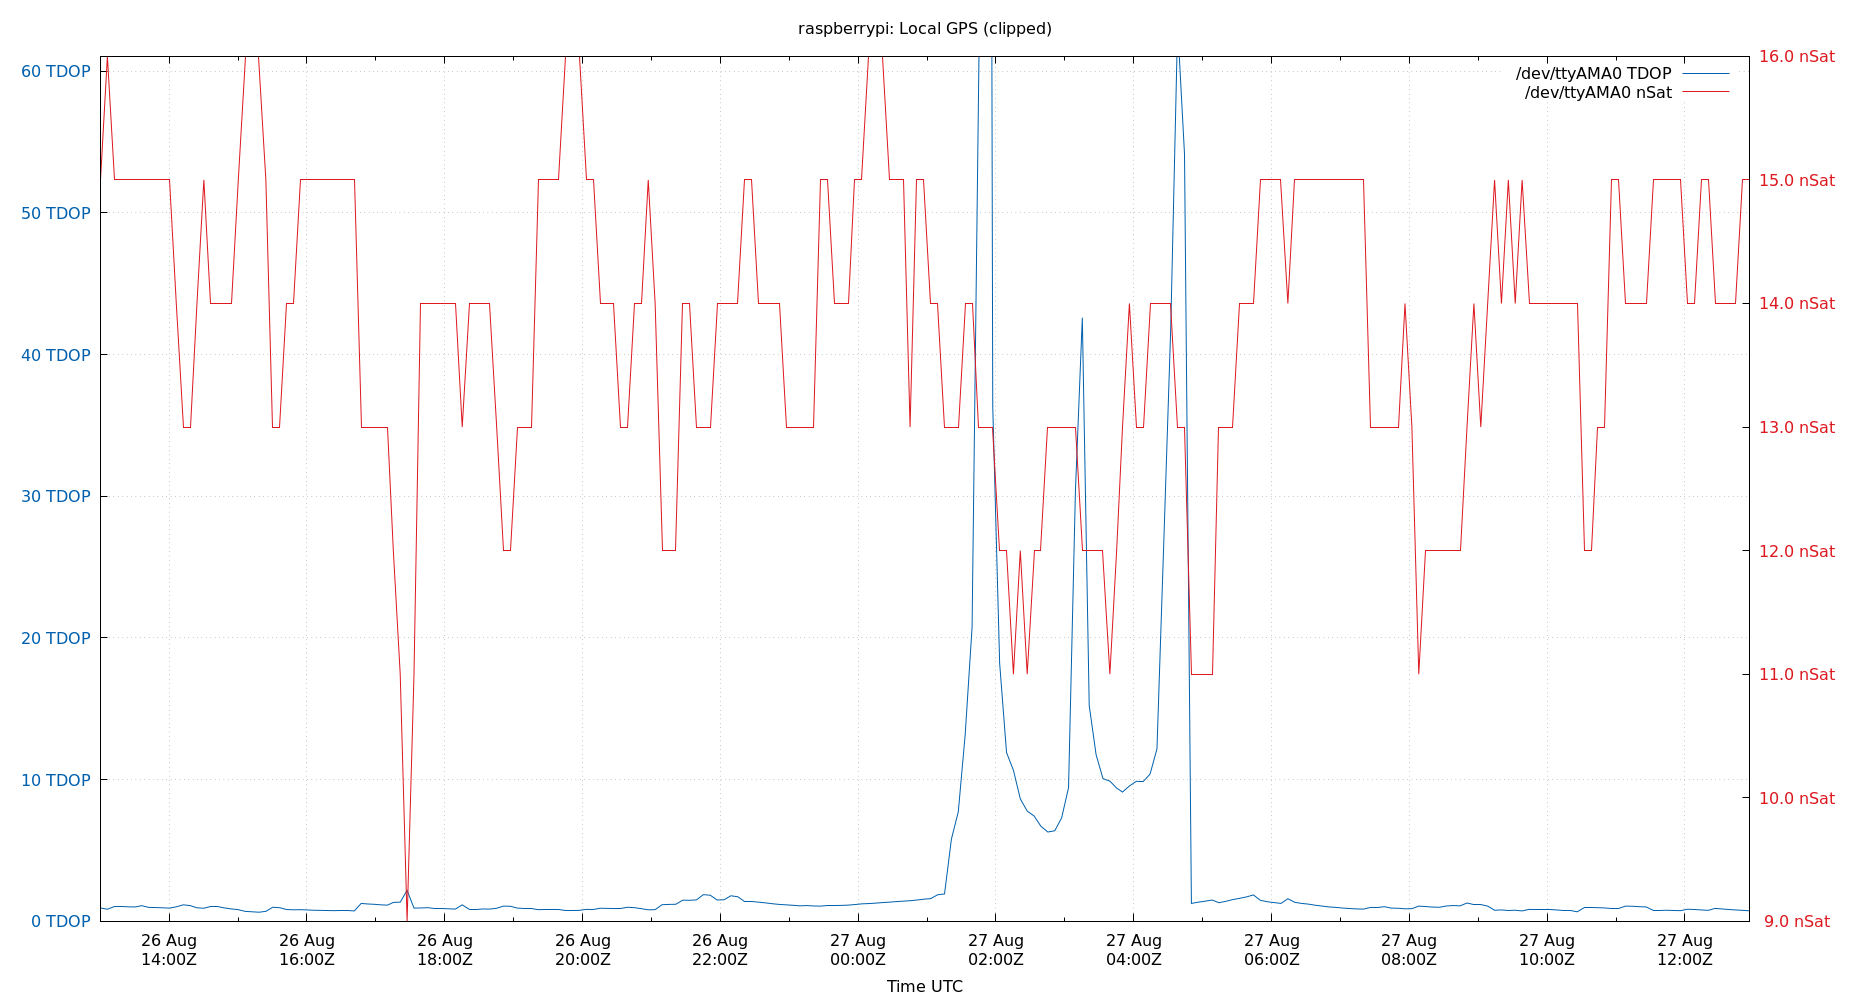 raspberrypi: Local GPS (clipped)
/dev/ttyAMA0 TDOP
/dev/ttyAMA0 nSat
60 TDOP
50 TDOP
40 TDOP
30 TDOP
20 TDOP
10 TDOP
0 TDOP
16.0 nSat
15.0 nSat
14.0 nSat
13.0 nSat
12.0 nSat
11.0 nSat
10.0 nSat
9.0 nSat
26 Aug
14:00Z
26 Aug
16:00Z
26 Aug
18:00Z
26 Aug
20:00Z
26 Aug
22:00Z
27 Aug
00:00Z
27 Aug
02:00Z
27 Aug
04:00Z
27 Aug
06:00Z
27 Aug
08:00Z
27 Aug
10:00Z
27 Aug
12:00Z
Time UTC